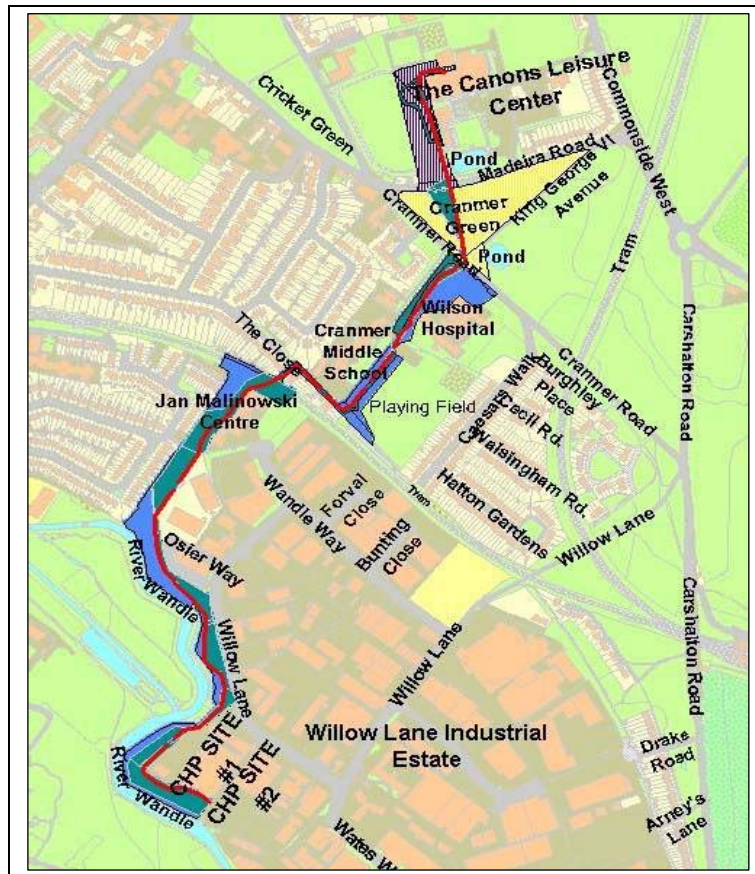 The Canons Leisure
Center
Cricket Green
Commonside West
Pond
Madeira Road
King George VI
Avenue
Cranmer
Green
Cranmer Road
Pond
Tram
Wilson
Hospital
Cranmer
Middle
School
The Close
Carshalton Road
Jan Malinowski
Centre
Playing Field
Caesars Walk
Burghley
Place
Cranmer Road
Cecil Rd.
Walsingham Rd.
Hatton Gardens
Tram
Forval
Close
Wandle Way
Bunting
Close
Willow Lane
Osier Way
River Wandle
Willow Lane
Willow Lane
Carshalton Road
Willow Lane Industrial
Estate
CHP SITE
#1
CHP SITE
#2
River Wandle
Drake
Road
Arney's
Lane
Wates W